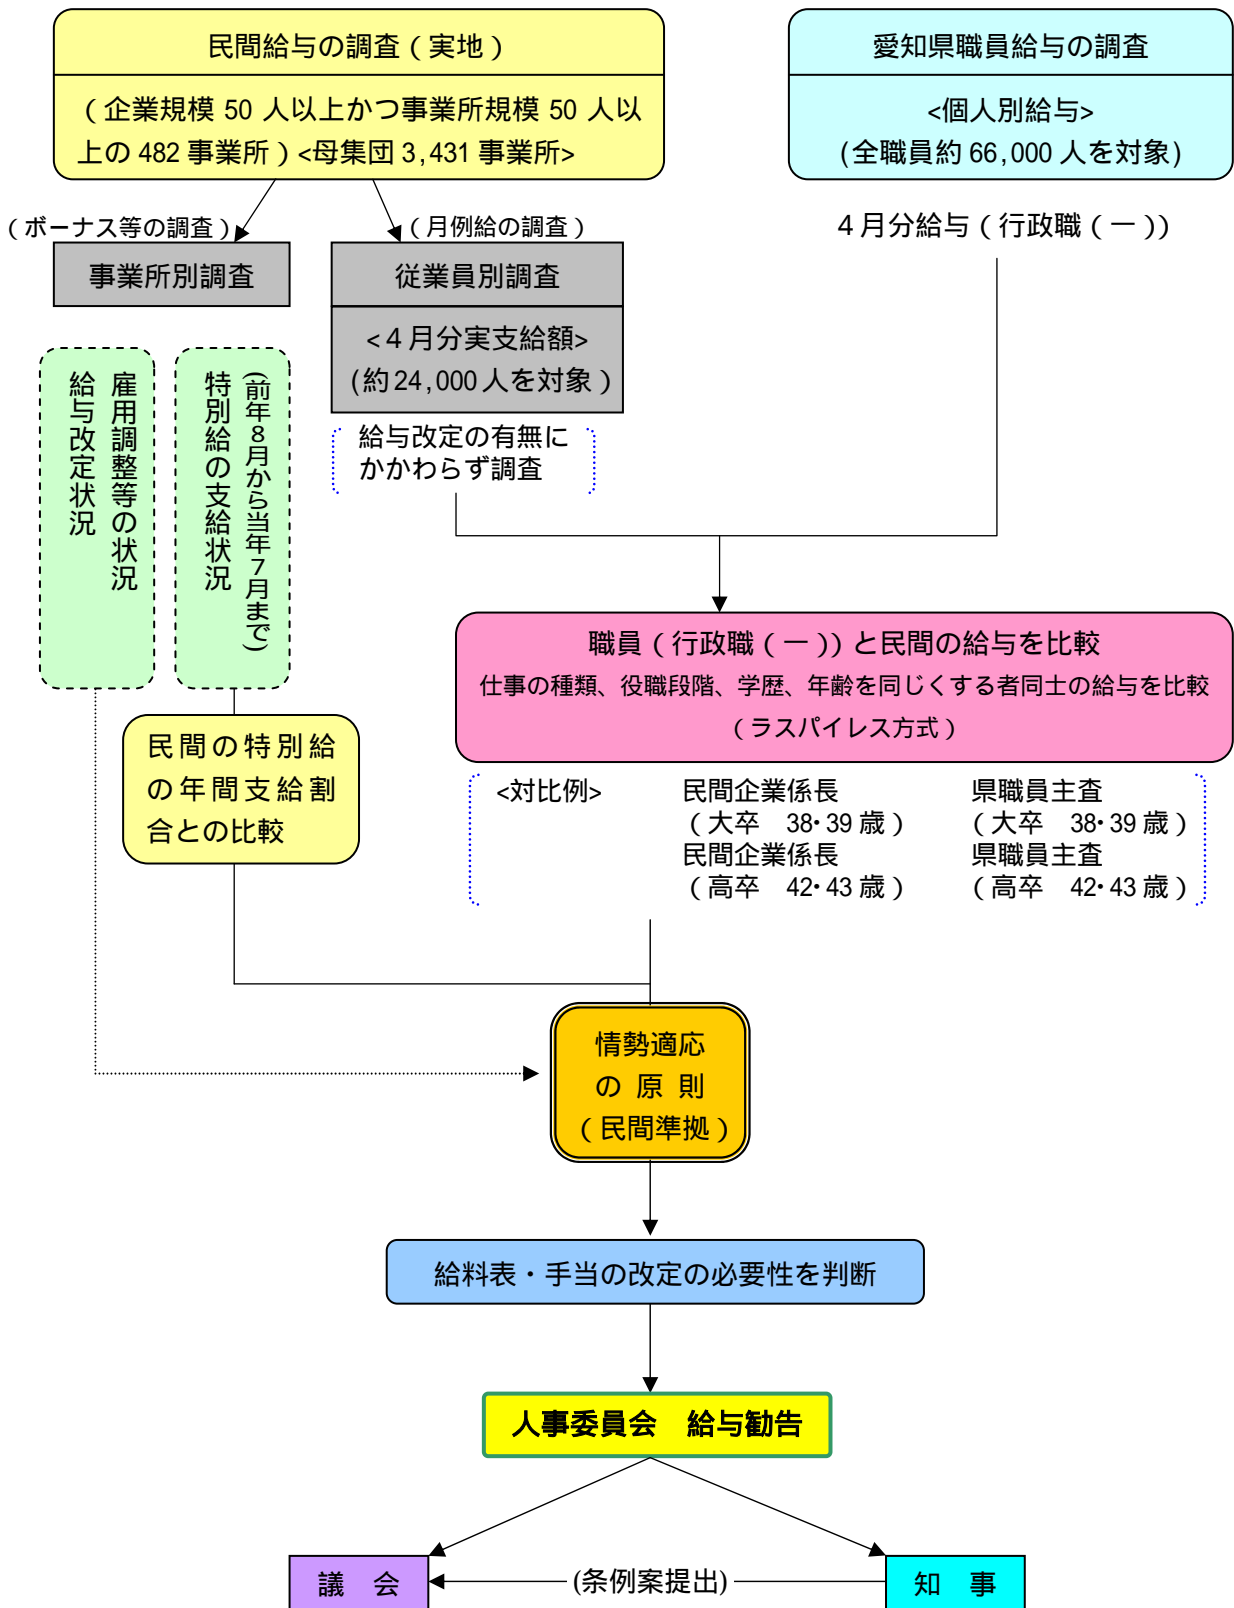 民間給与の調査（実地）
（企業規模 50 人以上かつ事業所規模 50 人以
上の 482 事業所）<母集団 3,431 事業所>
愛知県職員給与の調査
<個人別給与>
(全職員約 66,000 人を対象)
（ボーナス等の調査）
事業所別調査
（月例給の調査）
従業員別調査
<４月分実支給額>
(約 24,000 人を対象）
給与改定の有無に
かかわらず調査
４月分給与（行政職（一））
雇用調整等の状況
給与改定状況
(前年８月から当年７月まで)
特別給の支給状況
民間の特別給
の年間支給割
合との比較
職員（行政職（一））と民間の給与を比較
仕事の種類、役職段階、学歴、年齢を同じくする者同士の給与を比較
（ラスパイレス方式）
<対比例>　民間企業係長　県職員主査
（大卒　38・39 歳）　（大卒　38・39 歳）
民間企業係長　県職員主査
（高卒　42・43 歳）　（高卒　42・43 歳）
情勢適応
の 原 則
（民間準拠）
給料表・手当の改定の必要性を判断
人事委員会　給与勧告
議　会
(条例案提出)
知　事